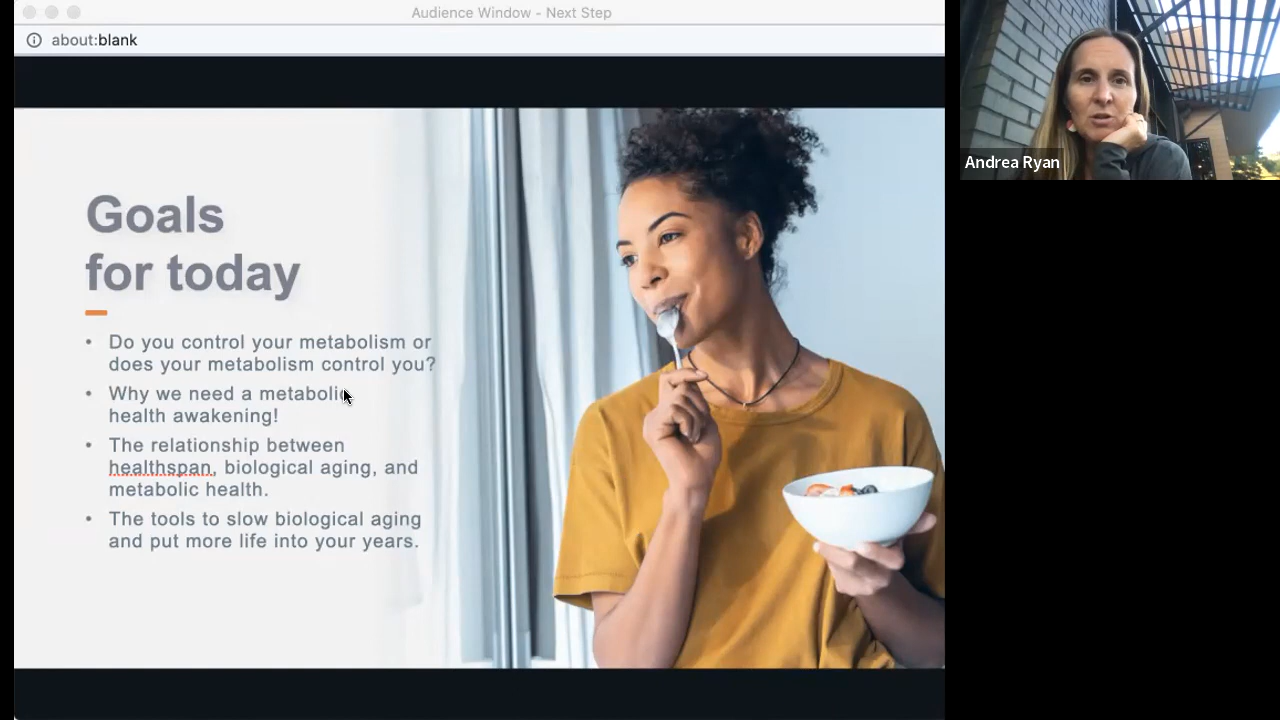 Audience Window - Next Step
about:blank
Goals
for today
• Do you control your metabolism or
does your metabolism control you?
• Why we need a metabolic
health awakening!
• The relationship between
healthspan, biological aging, and
metabolic health.
• The tools to slow biological aging
and put more life into your years.
Andrea Ryan